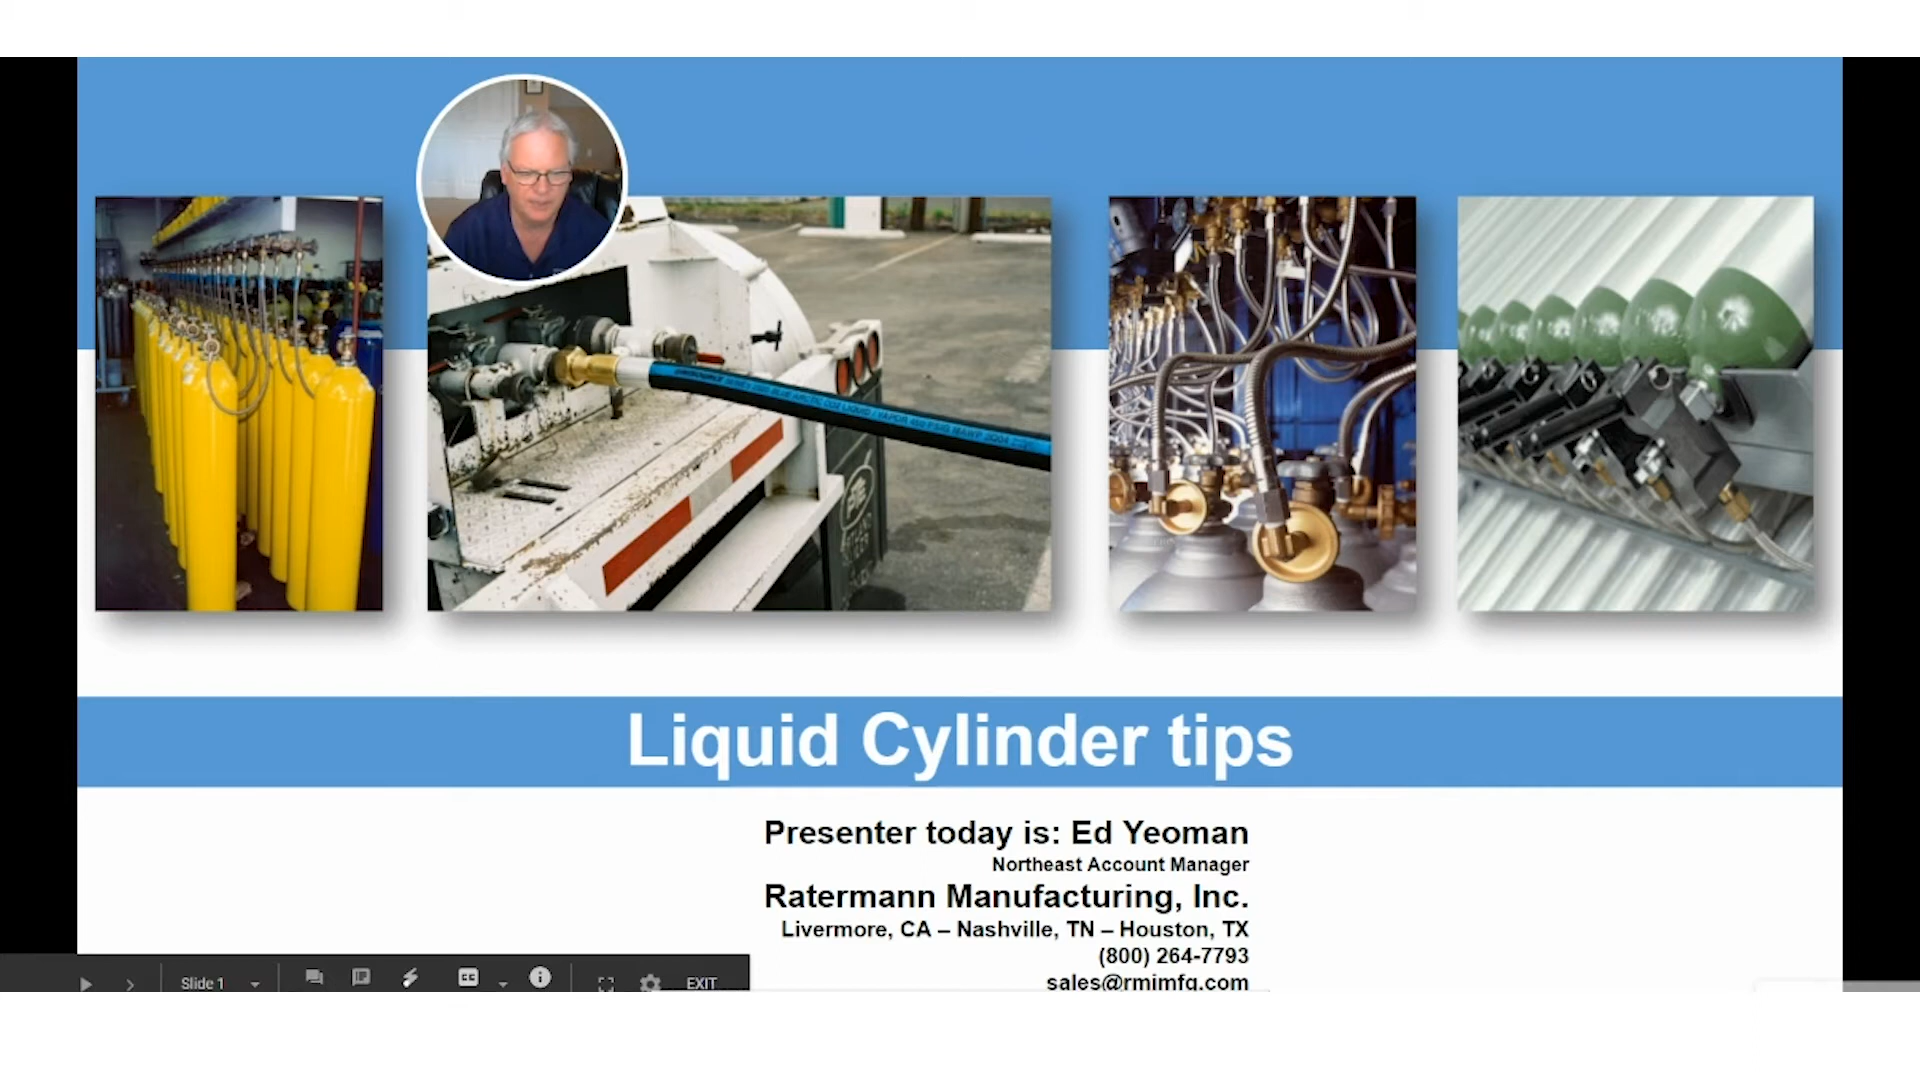 Liquid Cylinder tips
Presenter today is: Ed Yeoman
Northeast Account Manager
Ratermann Manufacturing, Inc.
Livermore, CA – Nashville, TN – Houston, TX
(800) 264-7793
sales@rmimfg.com
Slide 1
CC
EXIT